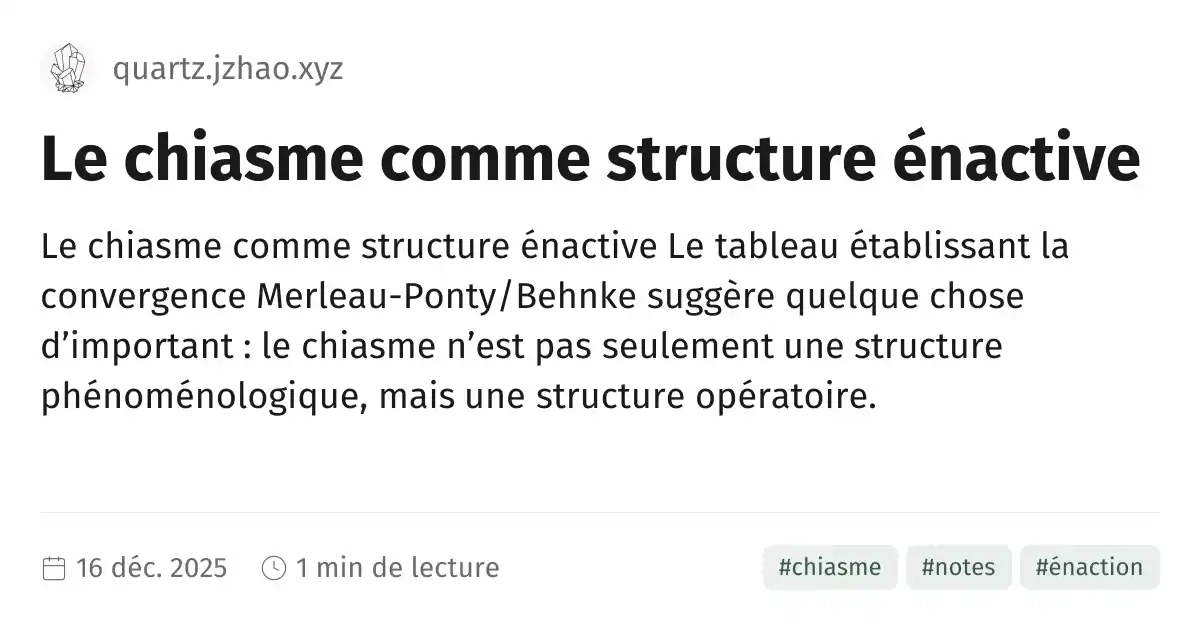 quartz.jzhao.xyz
Le chiasme comme structure énactive
Le chiasme comme structure énactive Le tableau établissant la
convergence Merleau-Ponty/Behnke suggère quelque chose
d’important : le chiasme n’est pas seulement une structure
phénoménologique, mais une structure opératoire.
16 déc. 2025 1 min de lecture #chiasme #notes #énaction